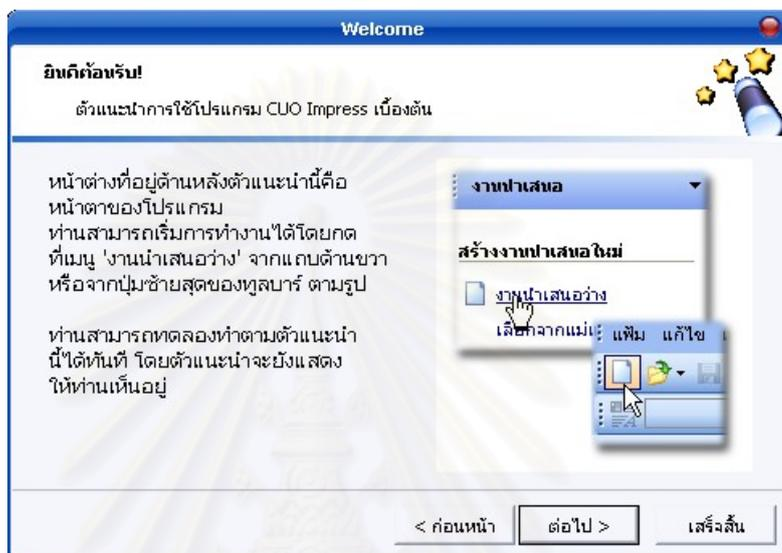 Welcome
ยินดีต้อนรับ!
ตัวแนะนำการใช้โปรแกรม CUO Impress เบื้องต้น
หน้าต่างที่อยู่ด้านหลังตัวแนะนำนี้คือ
หน้าตาของโปรแกรม
ท่านสามารถเริ่มการทำงานได้โดยกด
ที่เมนู 'งานนำเสนอว่าง' จากแถบด้านขวา
หรือจากปุ่มซ้ายสุดของทูลบาร์ ตามรูป
ท่านสามารถทดลองทำตามตัวแนะนำ
นี้ได้ทันที โดยตัวแนะนำจะยังแสดง
ให้ท่านเห็นอยู่
งานนำเสนอ
สร้างงานนำเสนอใหม่
งานนำเสนอว่าง
เลือกจากแม่
แฟ้ม แก้ไข
< ก่อนหน้า
ต่อไป >
เสร็จสิ้น